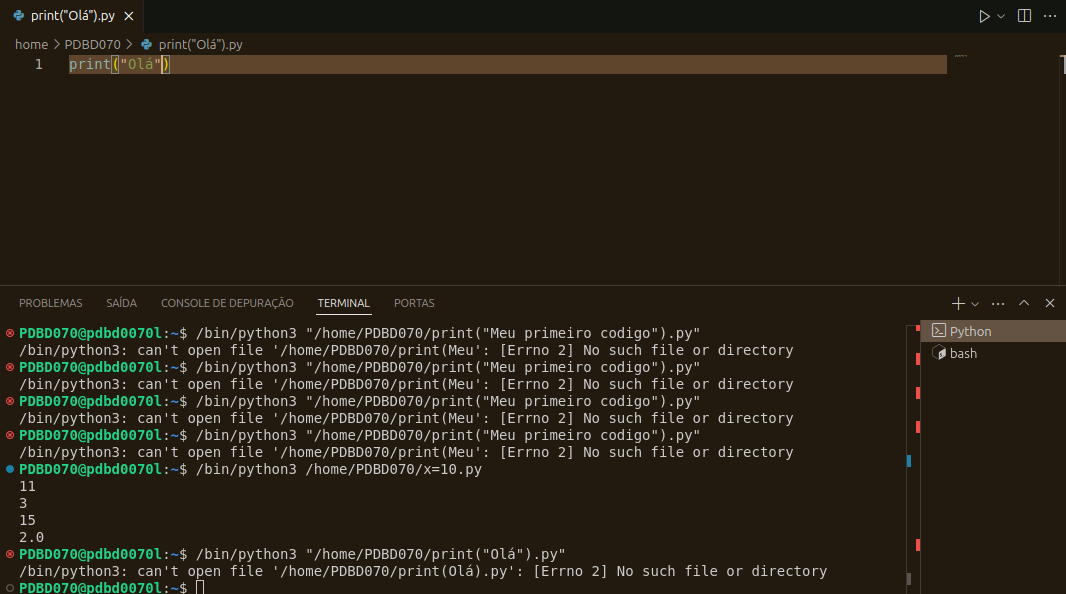 print("Olá").py
home > PDBD070 > print("Olá").py
1 print("Olá")
PROBLEMAS SAÍDA CONSOLE DE DEPURAÇÃO TERMINAL PORTAS
PDBD070@pdbd0070l:~$ /bin/python3 "/home/PDBD070/print("Meu primeiro codigo").py"
/bin/python3: can't open file '/home/PDBD070/print(Meu': [Errno 2] No such file or directory
PDBD070@pdbd0070l:~$ /bin/python3 "/home/PDBD070/print("Meu primeiro codigo").py"
/bin/python3: can't open file '/home/PDBD070/print(Meu': [Errno 2] No such file or directory
PDBD070@pdbd0070l:~$ /bin/python3 "/home/PDBD070/print("Meu primeiro codigo").py"
/bin/python3: can't open file '/home/PDBD070/print(Meu': [Errno 2] No such file or directory
PDBD070@pdbd0070l:~$ /bin/python3 "/home/PDBD070/print("Meu primeiro codigo").py"
/bin/python3: can't open file '/home/PDBD070/print(Meu': [Errno 2] No such file or directory
PDBD070@pdbd0070l:~$ /bin/python3 /home/PDBD070/x=10.py
11
3
15
2.0
PDBD070@pdbd0070l:~$ /bin/python3 "/home/PDBD070/print("Olá").py"
/bin/python3: can't open file '/home/PDBD070/print(Olá).py': [Errno 2] No such file or directory
PDBD070@pdbd0070l:~$
Python
bash